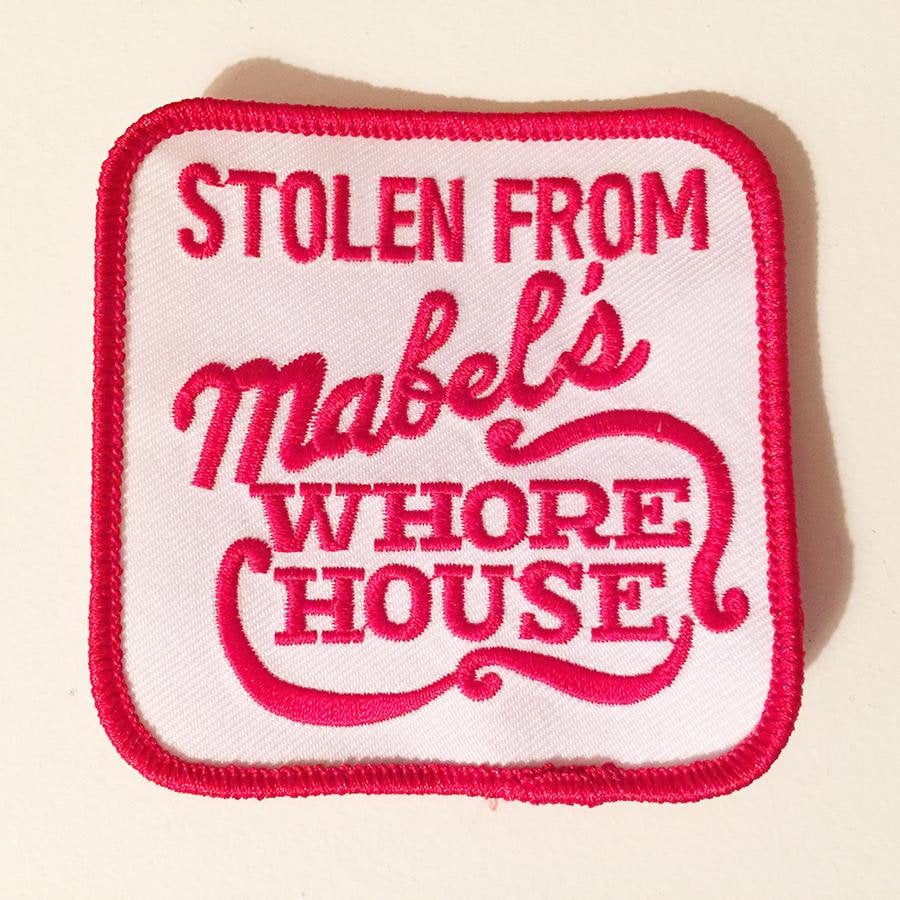 STOLEN FROM
Mabel's
WHORE
HOUSE